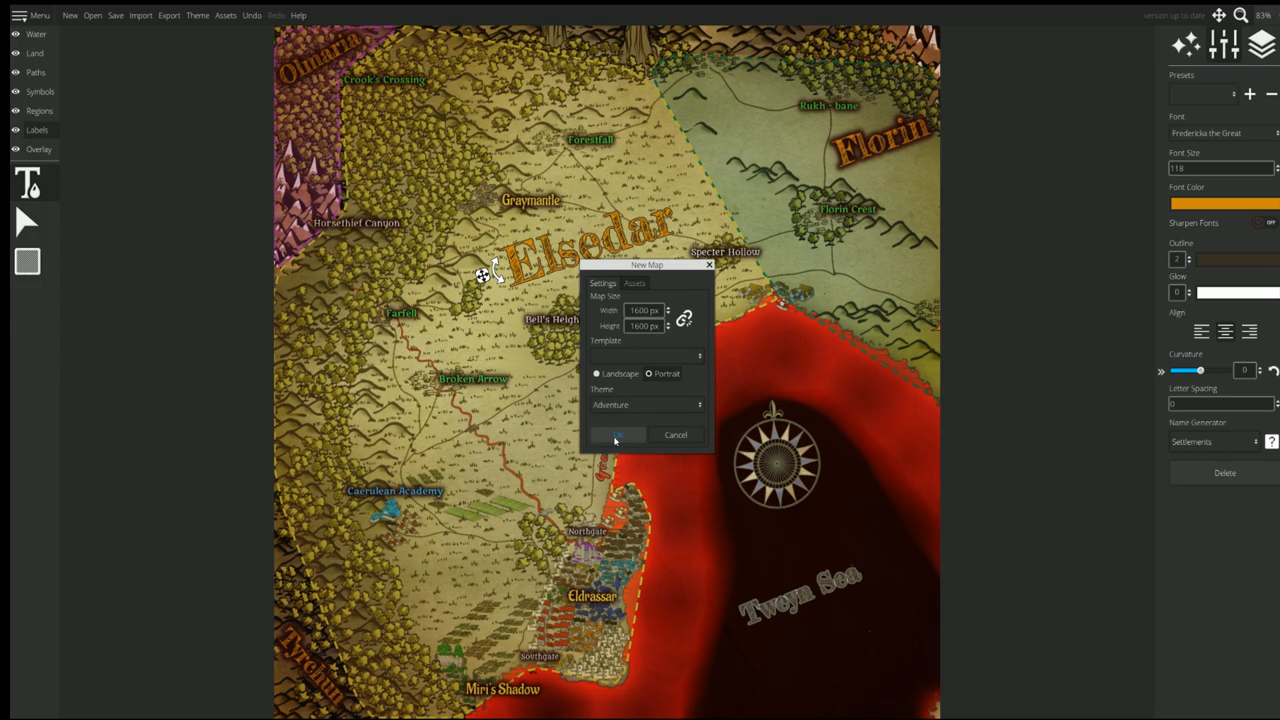 Menu New Open Save Import Export Theme Assets Undo Redo Help
version up to date 83%
Water
Land
Paths
Symbols
Regions
Labels
Overlay
Olmaria
Crook's Crossing
Rukh - bane
Florin
Forestfall
Graymantle
Florin Crest
Horsethief Canyon
Elsedar
Specter Hollow
Farfell
Bell's Heigh
Broken Arrow
Caerulean Academy
Northgate
Eldrassar
Tweyn Sea
Southgate
Miri's Shadow
New Map
Settings Assets
Map Size
Width 1600 px
Height 1600 px
Template
Landscape Portrait
Theme
Adventure
OK Cancel
Presets
Font
Fredericka the Great
Font Size
118
Font Color
Sharpen Fonts OFF
Outline
2
Glow
0
Align
Curvature
0
Letter Spacing
0
Name Generator
Settlements ?
Delete